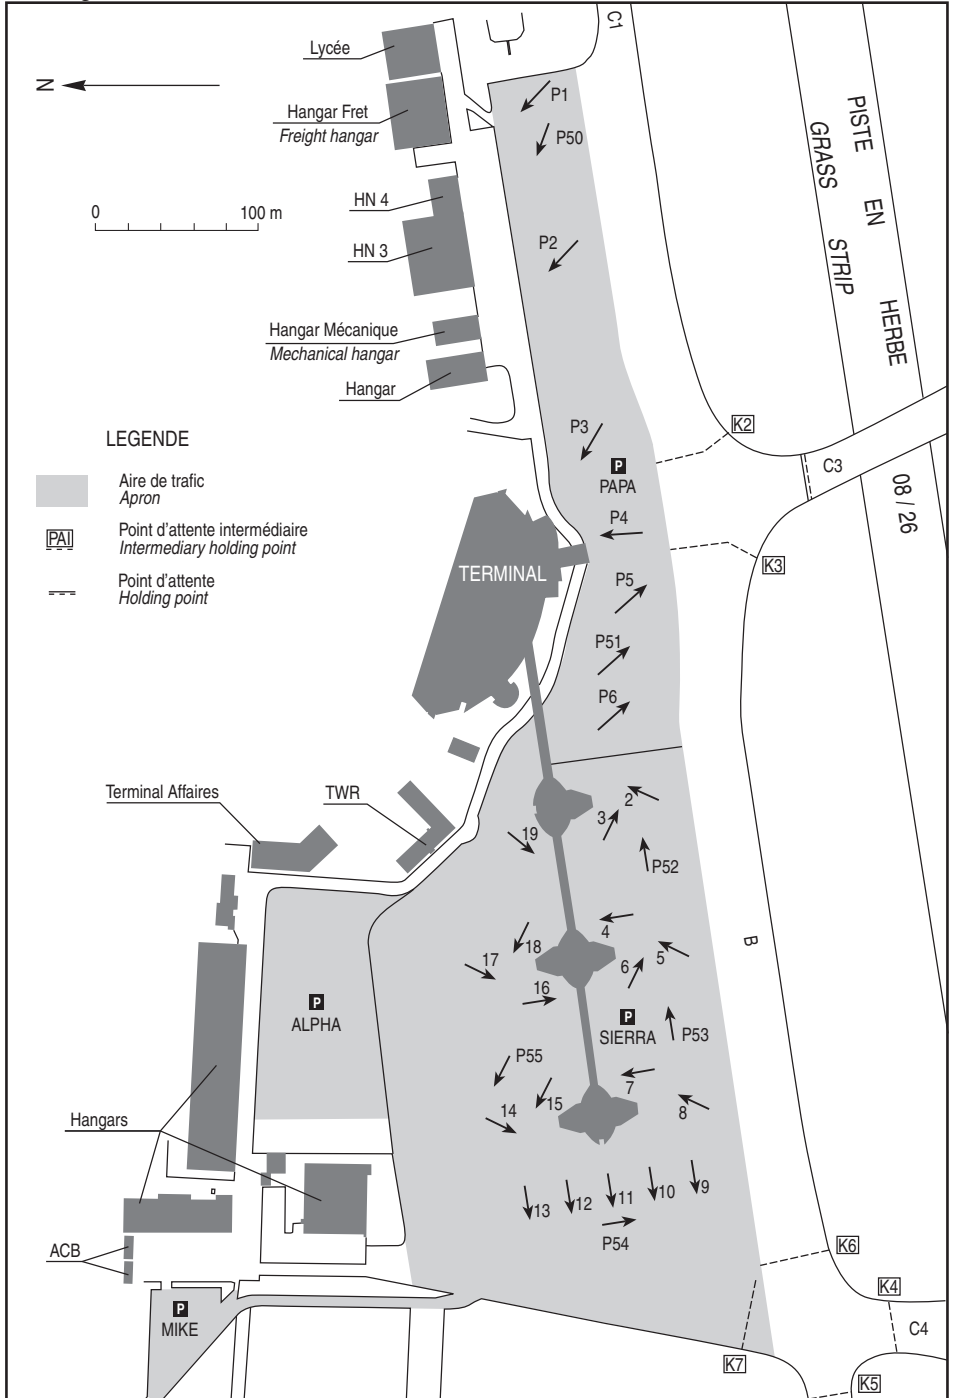 C1
Lycée
N
P1
Hangar Fret
Freight hangar
P50
PISTE EN HERBE
GRASS STRIP
HN 4
0 100 m
P2
HN 3
Hangar Mécanique
Mechanical hangar
Hangar
K2
P3
LEGENDE
P
PAPA
C3
Aire de trafic
Apron
08 / 26
P4
PAI
Point d'attente intermédiaire
Intermediary holding point
K3
TERMINAL
P5
Point d'attente
Holding point
P51
P6
Terminal Affaires
TWR
2
3
19
P52
4
B
18
5
17
6
16
P
ALPHA
P
SIERRA
P53
P55
7
15
14
8
Hangars
9
10
11
12
13
P54
K6
ACB
K4
P
MIKE
C4
K7
K5